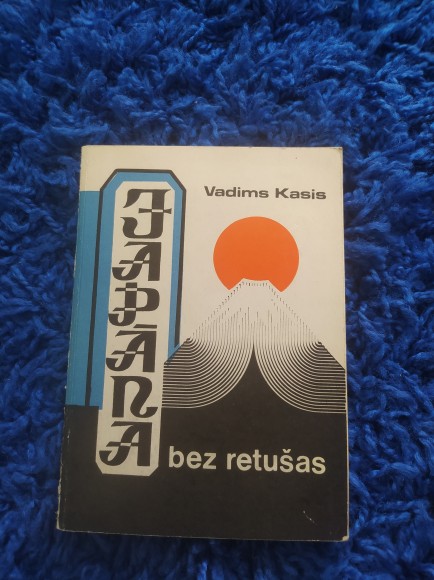 Vadims Kasis
JAPĀNA
bez retušas